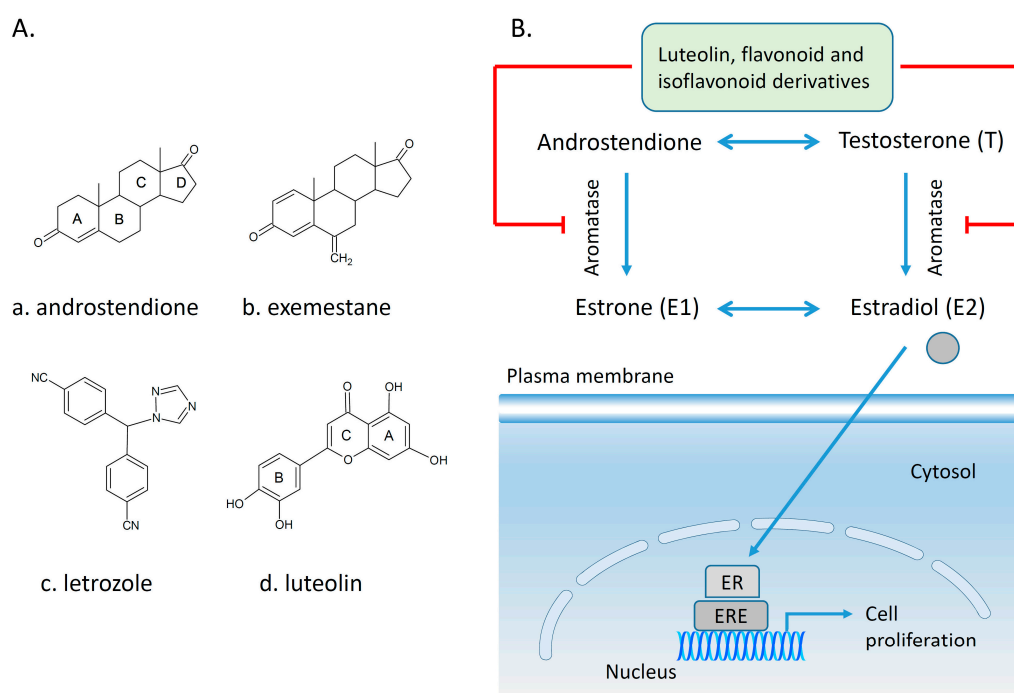 A.
O
C
D
A
B
O
a. androstendione
O
O
CH2
b. exemestane
NC
N
N
N
CN
c. letrozole
O
OH
C
A
O
OH
B
HO
OH
d. luteolin
B.
Luteolin, flavonoid and
isoflavonoid derivatives
Androstendione
Testosterone (T)
Aromatase
Aromatase
Estrone (E1)
Estradiol (E2)
Plasma membrane
Cytosol
ER
ERE
Cell
proliferation
Nucleus